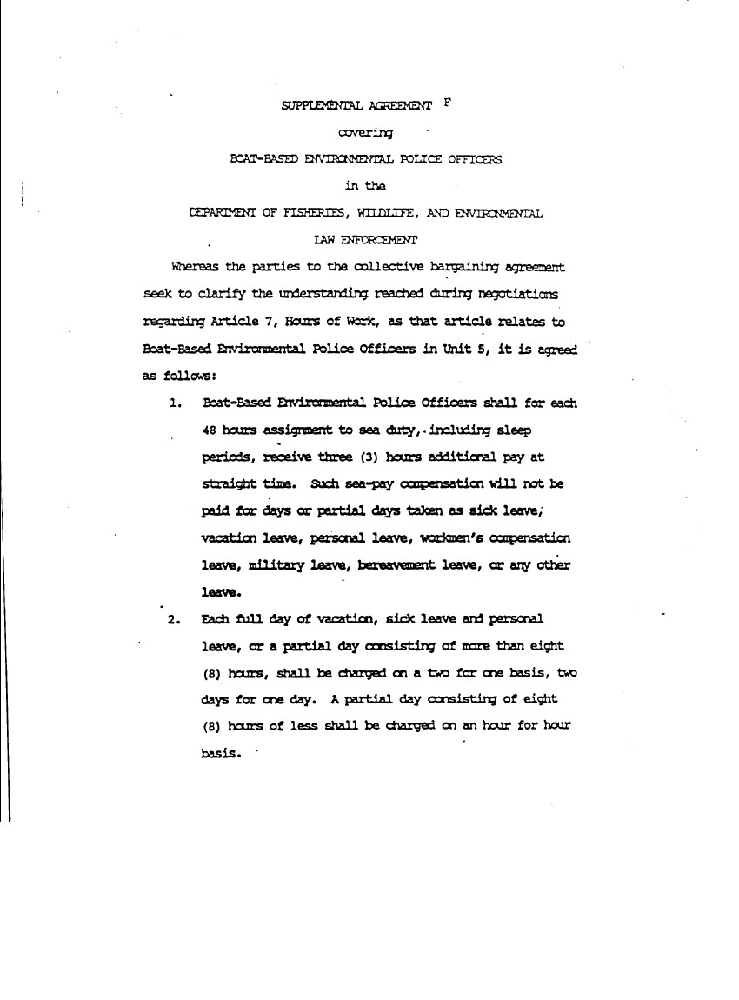 SUPPLEMENTAL AGREEMENT F
covering
BOAT-BASED ENVIRONMENTAL POLICE OFFICERS
in the
DEPARTMENT OF FISHERIES, WILDLIFE, AND ENVIRONMENTAL
LAW ENFORCEMENT
Whereas the parties to the collective bargaining agreement
seek to clarify the understanding reached during negotiations
regarding Article 7, Hours of Work, as that article relates to
Boat-Based Environmental Police Officers in Unit 5, it is agreed
as follows:
1. Boat-Based Environmental Police Officers shall for each
48 hours assignment to sea duty, including sleep
periods, receive three (3) hours additional pay at
straight time. Such sea-pay compensation will not be
paid for days or partial days taken as sick leave,
vacation leave, personal leave, workmen's compensation
leave, military leave, bereavement leave, or any other
leave.
2. Each full day of vacation, sick leave and personal
leave, or a partial day consisting of more than eight
(8) hours, shall be charged on a two for one basis, two
days for one day. A partial day consisting of eight
(8) hours of less shall be charged on an hour for hour
basis.